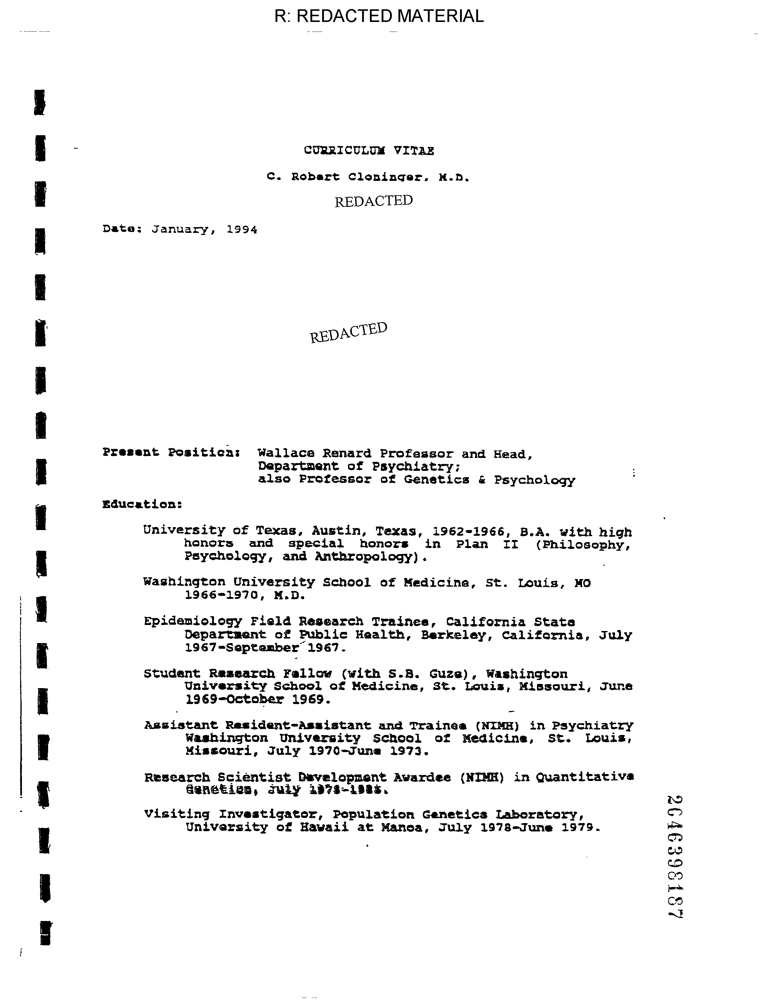 R: REDACTED MATERIAL
CURRICULUM VITAE
C. Robert Cloninger, M.D.
REDACTED
Date: January, 1994
REDACTED
Present Position: Wallace Renard Professor and Head,
Department of Psychiatry;
also Professor of Genetics & Psychology
Education:
University of Texas, Austin, Texas, 1962-1966, B.A. with high
honors and special honors in Plan II (Philosophy,
Psychology, and Anthropology).
Washington University School of Medicine, St. Louis, MO
1966-1970, M.D.
Epidemiology Field Research Trainee, California State
Department of Public Health, Berkeley, California, July
1967-September 1967.
Student Research Fellow (with S.B. Guze), Washington
University School of Medicine, St. Louis, Missouri, June
1969-October 1969.
Assistant Resident-Assistant and Trainee (NIMH) in Psychiatry
Washington University School of Medicine, St. Louis,
Missouri, July 1970-June 1973.
Research Scientist Development Awardee (NIMH) in Quantitative
Genetics, July
Visiting Investigator, Population Genetics Laboratory,
University of Hawaii at Manoa, July 1978-June 1979.
2046398187